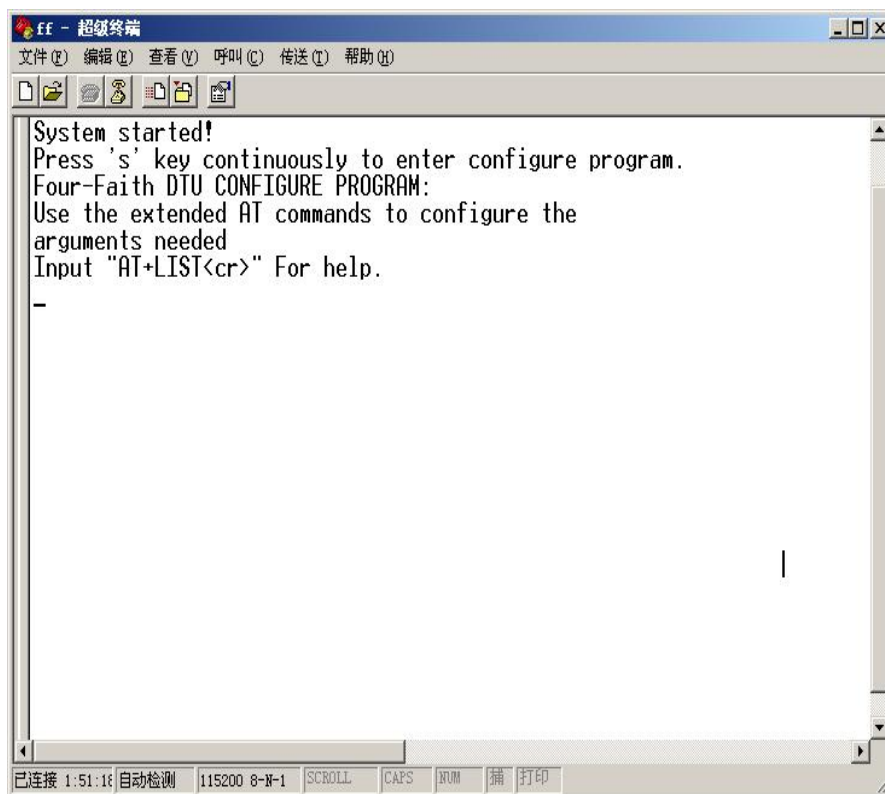 ff - 超级终端
文件(F) 编辑(E) 查看(V) 呼叫(C) 传送(T) 帮助(H)
System started!
Press 's' key continuously to enter configure program.
Four-Faith DTU CONFIGURE PROGRAM:
Use the extended AT commands to configure the
arguments needed
Input "AT+LIST<cr>" For help.
已连接 1:51:18 自动检测 115200 8-N-1 SCROLL CAPS NUM 捕 打印